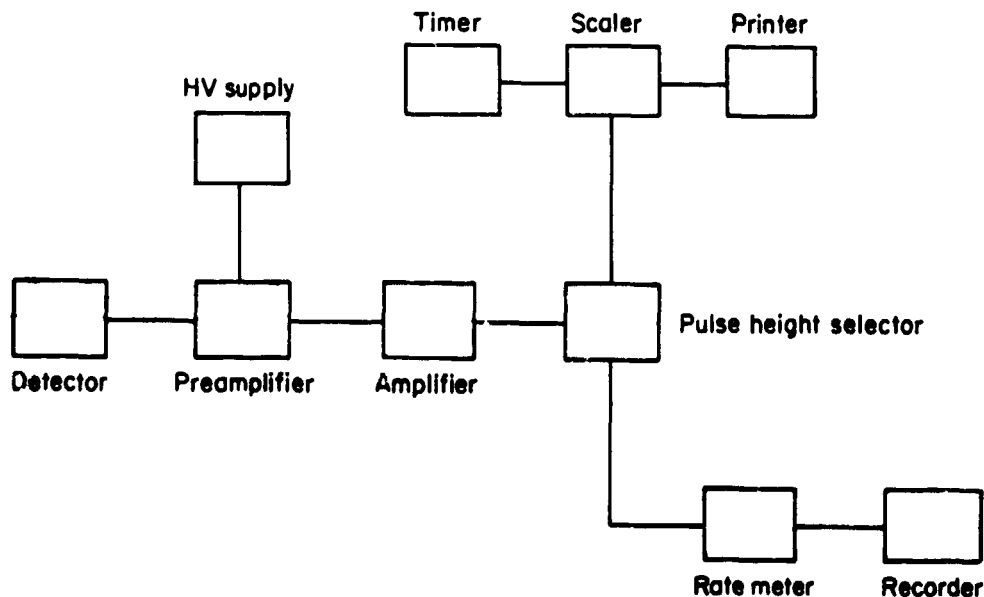 Timer
Scaler
Printer
HV supply
Pulse height selector
Detector
Preamplifier
Amplifier
Rate meter
Recorder